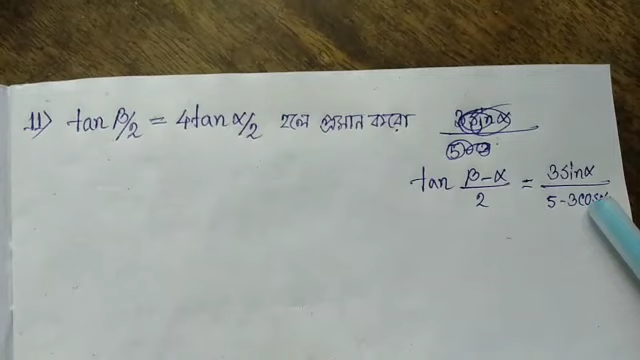 11> tan β/2 = 4tan α/2 হলে প্রমান করো
tan (β-α)/2 = 3sinα/5-3cosα